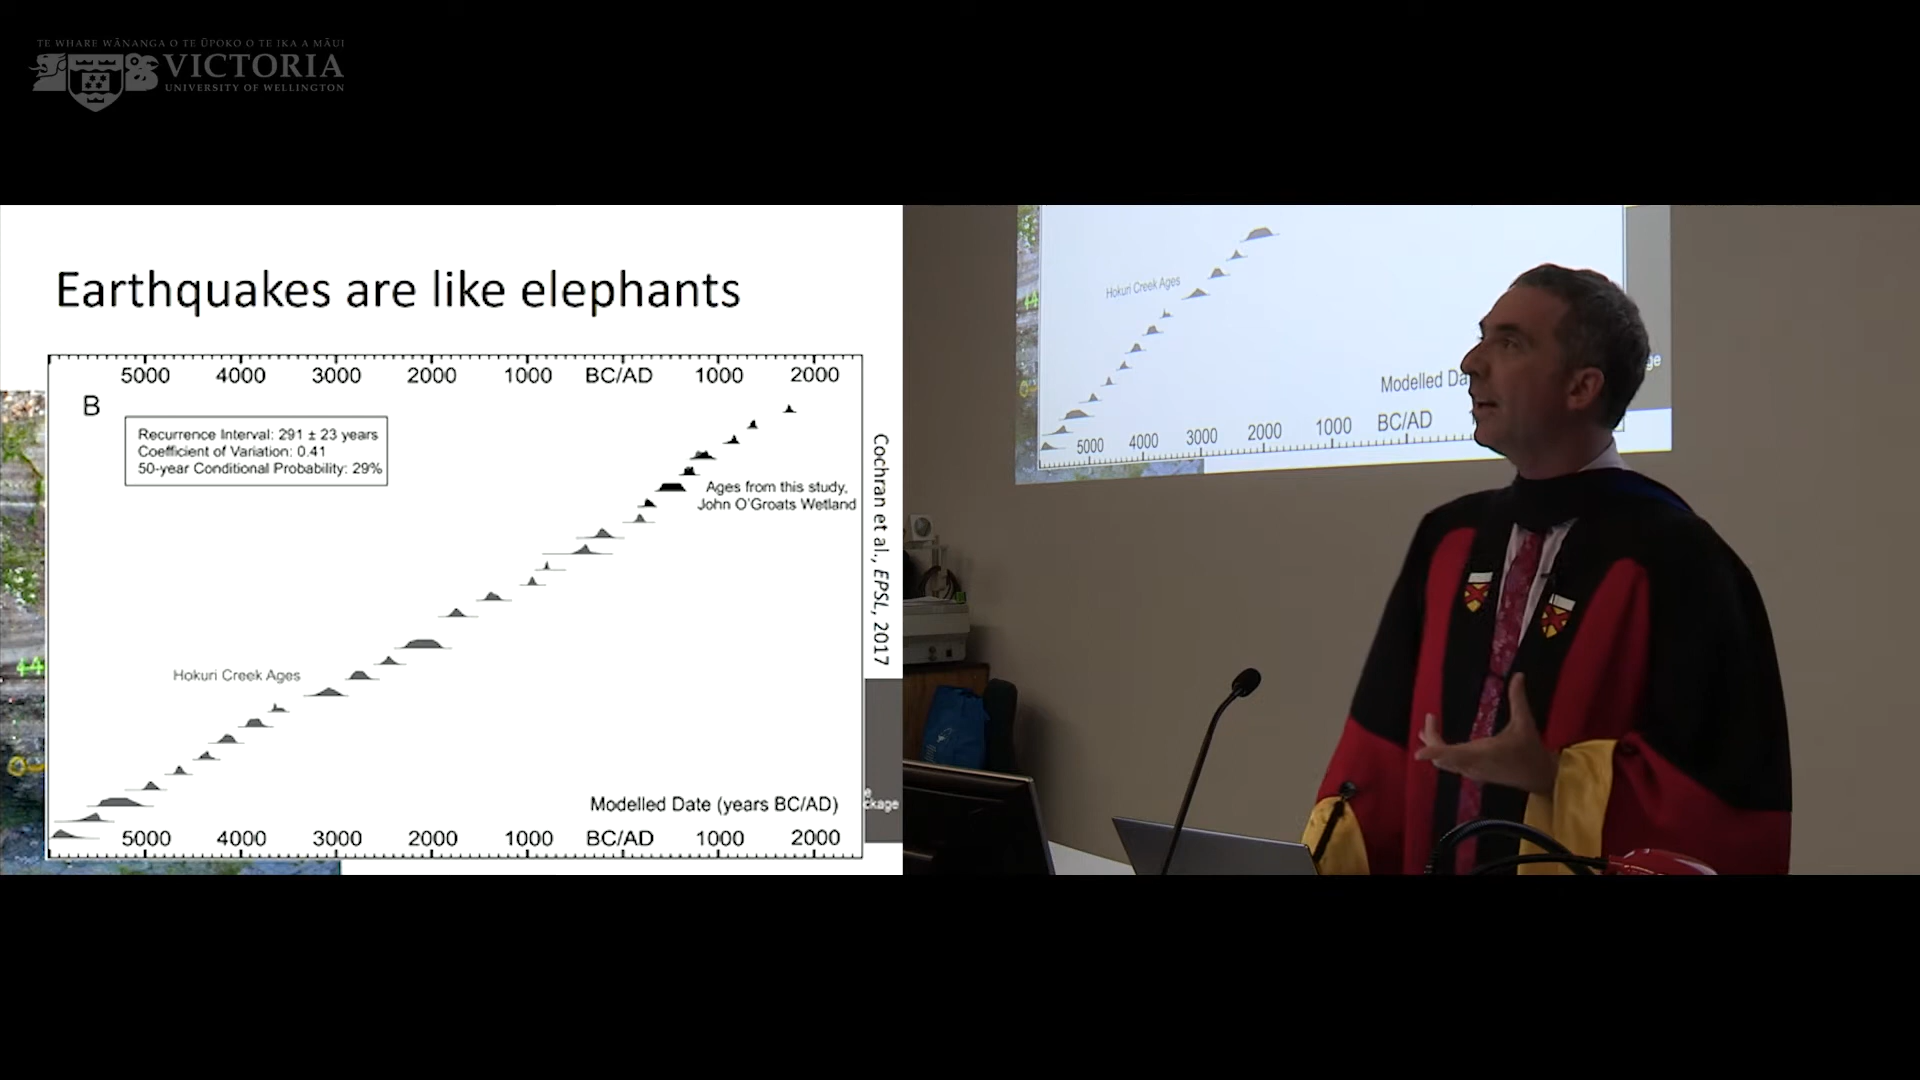 TE WHARE WĀNANGA O TE ŪPOKO O TE IKA A MĀUI
VICTORIA
UNIVERSITY OF WELLINGTON
Earthquakes are like elephants
5000 4000 3000 2000 1000 BC/AD 1000 2000
B
Recurrence Interval: 291 ± 23 years
Coefficient of Variation: 0.41
50-year Conditional Probability: 29%
Ages from this study,
John O'Groats Wetland
Hokuri Creek Ages
Modelled Date (years BC/AD)
5000 4000 3000 2000 1000 BC/AD 1000 2000
Cochran et al., EPSL, 2017
44
Hokuri Creek Ages
Modelled
5000 4000 3000 2000 1000 BC/AD